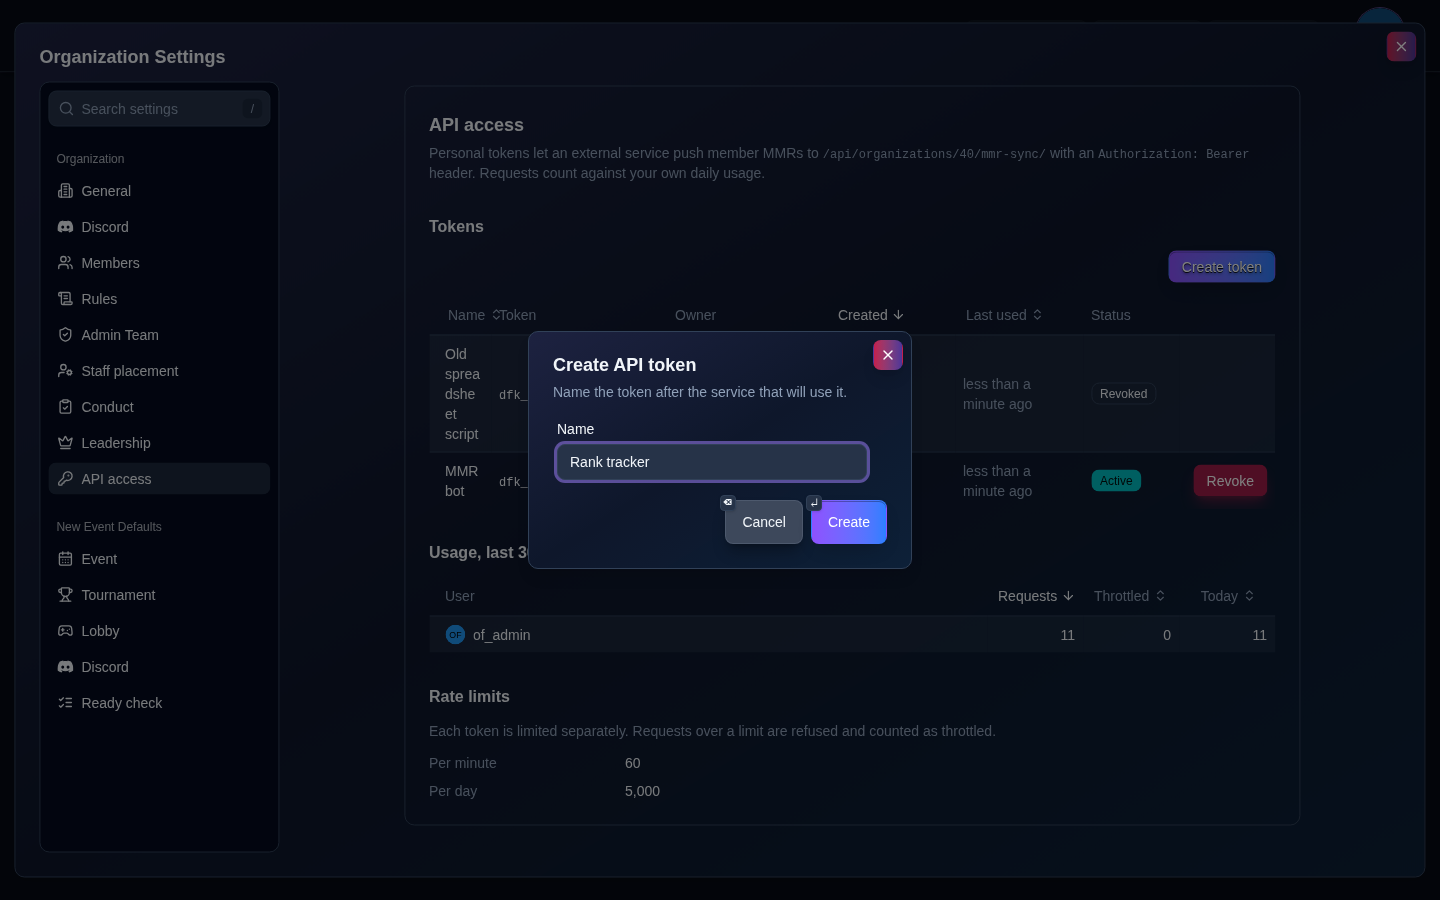 Organization Settings
Search settings /
Organization
General
Discord
Members
Rules
Admin Team
Staff placement
Conduct
Leadership
API access
New Event Defaults
Event
Tournament
Lobby
Discord
Ready check
API access
Personal tokens let an external service push member MMRs to /api/organizations/40/mmr-sync/ with an Authorization: Bearer
header. Requests count against your own daily usage.
Tokens
Create token
Name Token Owner Created Last used Status
Old
sprea
dshe
et
script
dfk_
less than a
minute ago
Revoked
MMR
bot
dfk_
less than a
minute ago
Active
Revoke
Create API token
Name the token after the service that will use it.
Name
Rank tracker
Cancel
Create
Usage, last 3
User Requests Throttled Today
OF of_admin 11 0 11
Rate limits
Each token is limited separately. Requests over a limit are refused and counted as throttled.
Per minute 60
Per day 5,000